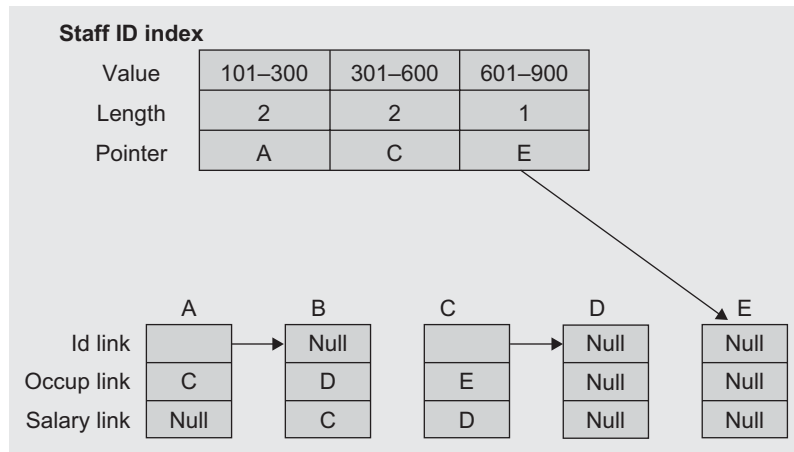 Staff ID index
Value 101–300 301–600 601–900
Length 2 2 1
Pointer A C E
A B C D E
Id link Null Null Null
Occup link C D E Null Null
Salary link Null C D Null Null